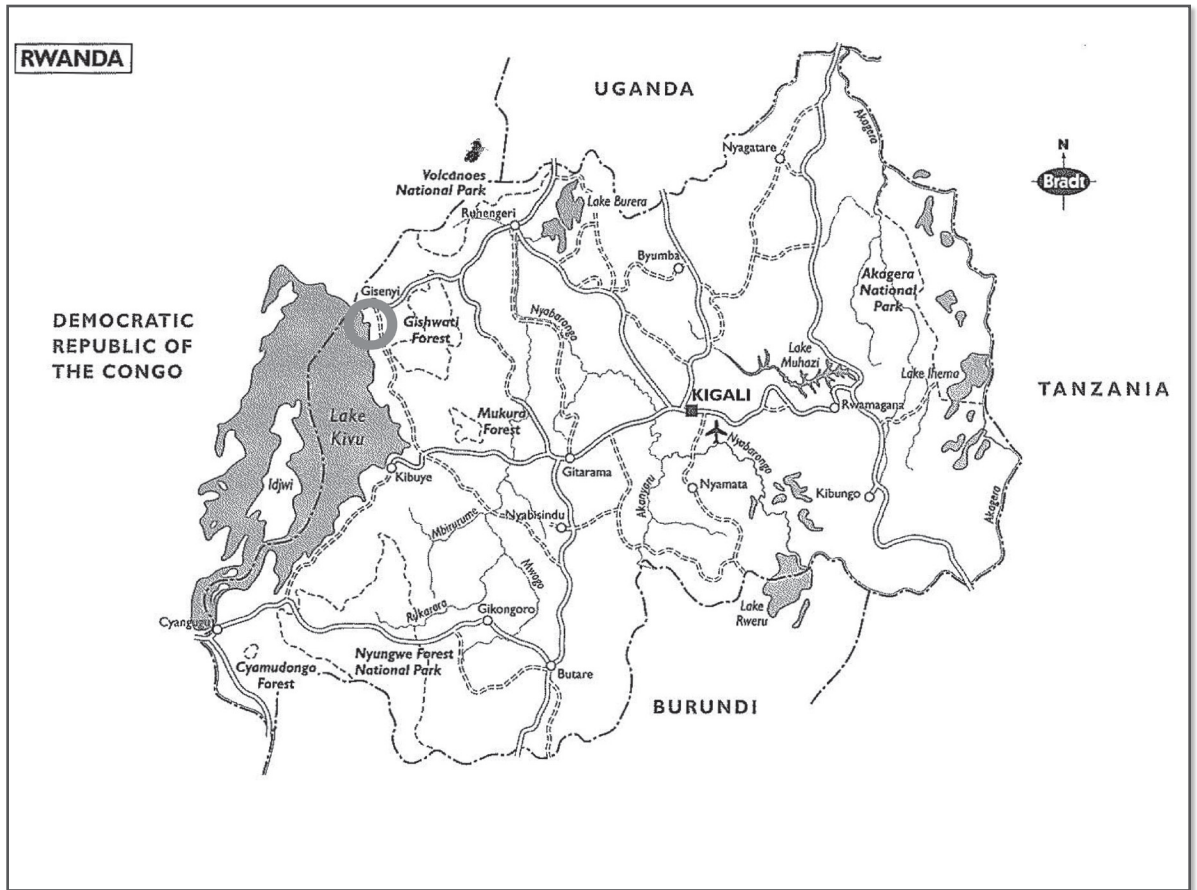 RWANDA
UGANDA
Akagera
Nyagatare
N
Bradt
Volcanoes
National Park
Ruhengeri
Lake Burera
Byumba
Akagera
National
Park
Gisenyi
DEMOCRATIC
REPUBLIC OF
THE CONGO
Gishwati
Forest
Nyabarongo
Lake
Muhazi
Lake Ihema
TANZANIA
KIGALI
Rwamagana
Lake
Kivu
Mukura
Forest
Nyabarongo
Gitarama
Kibuye
Idjwi
Akanyaru
Nyamata
Kibungo
Akagera
Mbirurume
Nyabisindu
Mwogo
Rukarara
Gikongoro
Lake
Rweru
Cyangugu
Nyungwe Forest
National Park
Cyamudongo
Forest
Butare
BURUNDI